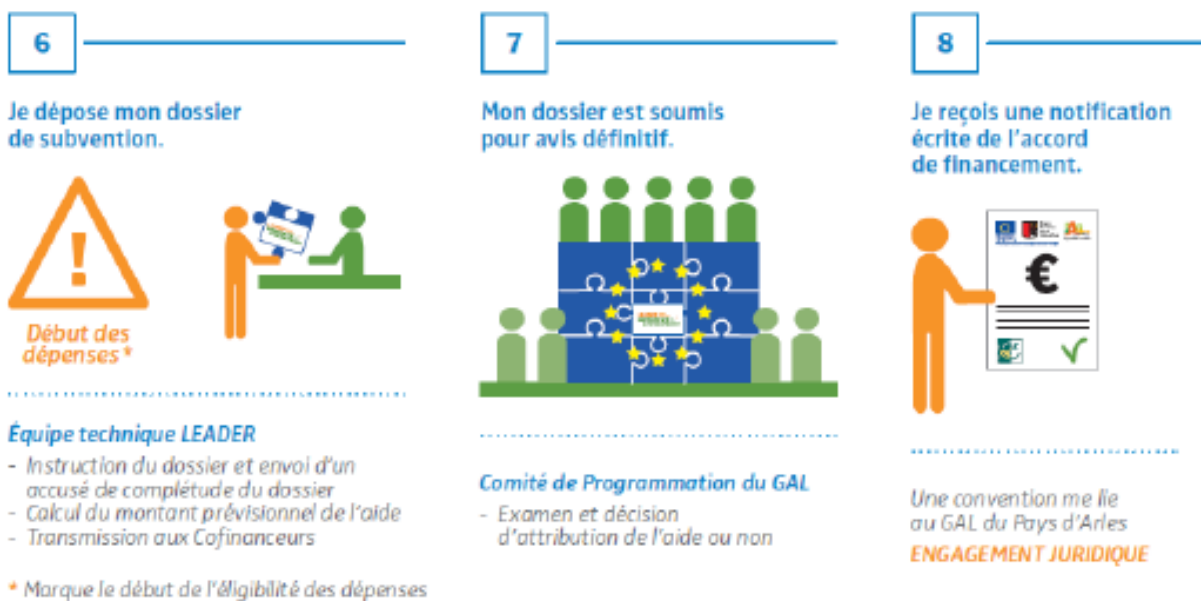 6
Je dépose mon dossier
de subvention.
!
Début des
dépenses *
Équipe technique LEADER
- Instruction du dossier et envoi d'un
accusé de complétude du dossier
- Calcul du montant prévisionnel de l'aide
- Transmission aux Cofinanceurs
* Marque le début de l'éligibilité des dépenses
7
Mon dossier est soumis
pour avis définitif.
Comité de Programmation du GAL
- Examen et décision
d'attribution de l'aide ou non
8
Je reçois une notification
écrite de l'accord
de financement.
€
Une convention me lie
au GAL du Pays d'Arles
ENGAGEMENT JURIDIQUE